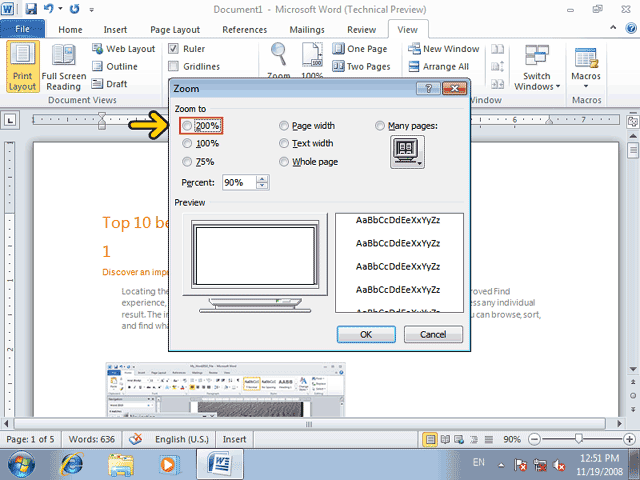 Document1 - Microsoft Word (Technical Preview)
File Home Insert Page Layout References Mailings Review View
Print Layout
Full Screen Reading
Web Layout
Outline
Draft
Document Views
Ruler
Gridlines
Zoom
100%
One Page
Two Pages
New Window
Arrange All
Switch Windows
Window
Macros
Macros
Zoom
Zoom to
200% Page width Many pages:
100% Text width
75% Whole page
Percent: 90%
Preview
AaBbCcDdEeXxYyZz
AaBbCcDdEeXxYyZz
AaBbCcDdEeXxYyZz
AaBbCcDdEeXxYyZz
AaBbCcDdEeXxYyZz
OK Cancel
Top 10 be
1
Discover an imp
Locating the
experience,
result. The i
and find wha
roved Find
ess any individual
u can browse, sort,
Page: 1 of 5 Words: 636 English (U.S.) Insert 90%
EN 12:51 PM
11/19/2008